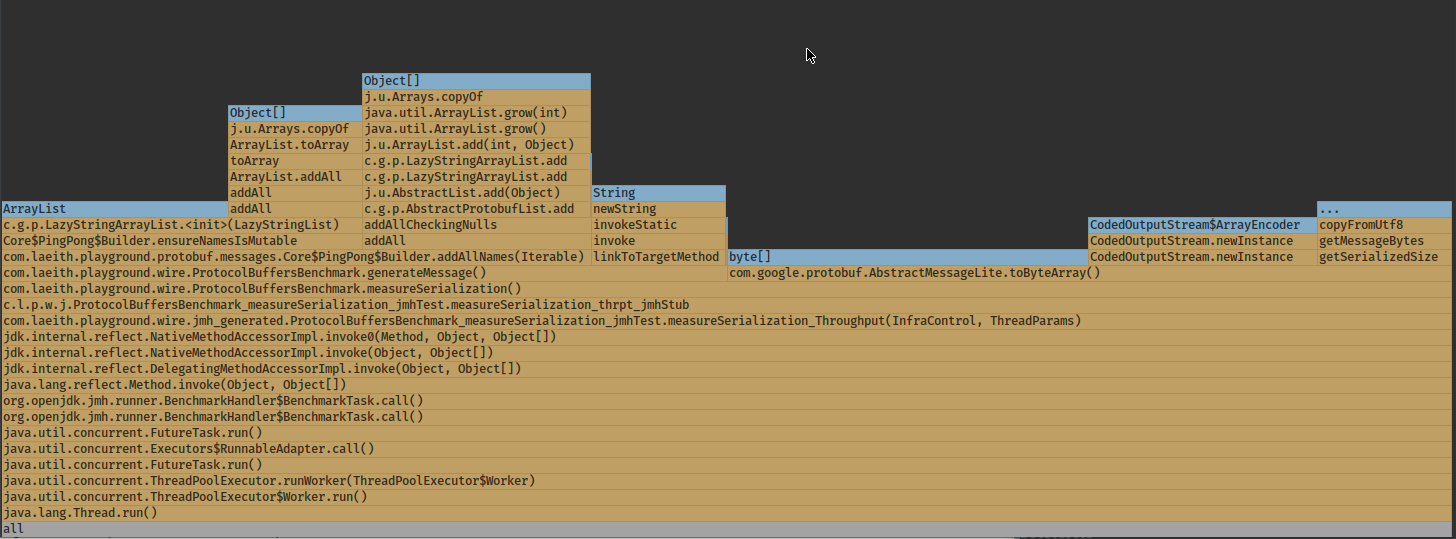 Object[]
j.u.Arrays.copyOf
Object[] java.util.ArrayList.grow(int)
j.u.Arrays.copyOf java.util.ArrayList.grow()
ArrayList.toArray j.u.ArrayList.add(int, Object)
toArray c.g.p.LazyStringArrayList.add
ArrayList.addAll c.g.p.LazyStringArrayList.add
addAll j.u.AbstractList.add(Object) String
ArrayList addAll c.g.p.AbstractProtobufList.add newString ...
c.g.p.LazyStringArrayList.<init>(LazyStringList) addAllCheckingNulls invokeStatic CodedOutputStream$ArrayEncoder copyFromUtf8
Core$PingPong$Builder.ensureNamesIsMutable addAll invoke CodedOutputStream.newInstance getMessageBytes
com.laeith.playground.protobuf.messages.Core$PingPong$Builder.addAllNames(Iterable) linkToTargetMethod byte[] CodedOutputStream.newInstance getSerializedSize
com.laeith.playground.wire.ProtocolBuffersBenchmark.generateMessage() com.google.protobuf.AbstractMessageLite.toByteArray()
com.laeith.playground.wire.ProtocolBuffersBenchmark.measureSerialization()
c.l.p.w.j.ProtocolBuffersBenchmark_measureSerialization_jmhTest.measureSerialization_thrpt_jmhStub
com.laeith.playground.wire.jmh_generated.ProtocolBuffersBenchmark_measureSerialization_jmhTest.measureSerialization_Throughput(InfraControl, ThreadParams)
jdk.internal.reflect.NativeMethodAccessorImpl.invoke0(Method, Object, Object[])
jdk.internal.reflect.NativeMethodAccessorImpl.invoke(Object, Object[])
jdk.internal.reflect.DelegatingMethodAccessorImpl.invoke(Object, Object[])
java.lang.reflect.Method.invoke(Object, Object[])
org.openjdk.jmh.runner.BenchmarkHandler$BenchmarkTask.call()
org.openjdk.jmh.runner.BenchmarkHandler$BenchmarkTask.call()
java.util.concurrent.FutureTask.run()
java.util.concurrent.Executors$RunnableAdapter.call()
java.util.concurrent.FutureTask.run()
java.util.concurrent.ThreadPoolExecutor.runWorker(ThreadPoolExecutor$Worker)
java.util.concurrent.ThreadPoolExecutor$Worker.run()
java.lang.Thread.run()
all